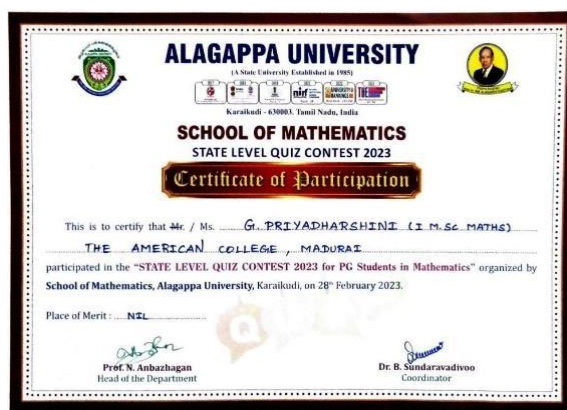 ALAGAPPA UNIVERSITY
(A State University Established in 1985)
Karaikudi - 630003. Tamil Nadu, India
SCHOOL OF MATHEMATICS
STATE LEVEL QUIZ CONTEST 2023
Certificate of Participation
This is to certify that Mr. / Ms. G. PRIYADHARSHINI (I M.Sc MATHS)
THE AMERICAN COLLEGE, MADURAI
participated in the "STATE LEVEL QUIZ CONTEST 2023 for PG Students in Mathematics" organized by
School of Mathematics, Alagappa University, Karaikudi, on 28th February 2023.
Place of Merit : NIL
Prof. N. Anbazhagan
Head of the Department
Dr. B. Sundaravadivoo
Coordinator